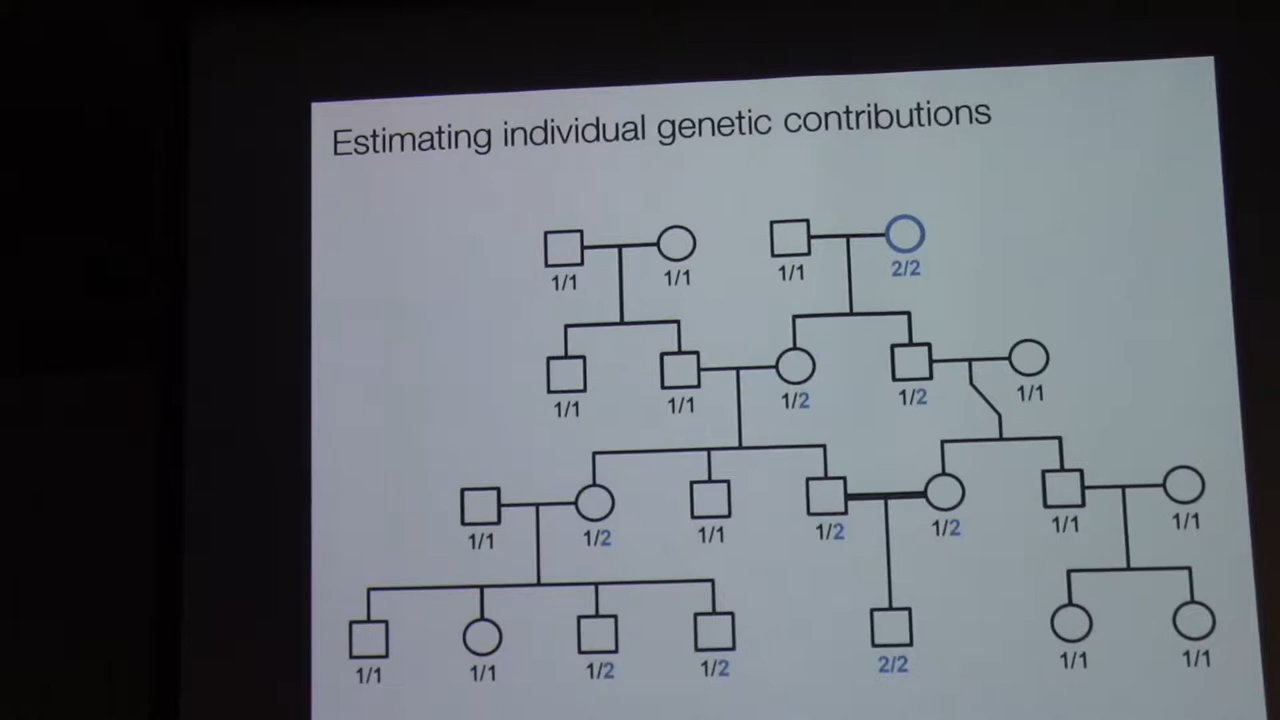 Estimating individual genetic contributions
1/1 1/1 1/1 2/2
1/1 1/1 1/2 1/2 1/1
1/1 1/2 1/1 1/2 1/2 1/1 1/1
1/1 1/1 1/2 1/2 2/2 1/1 1/1